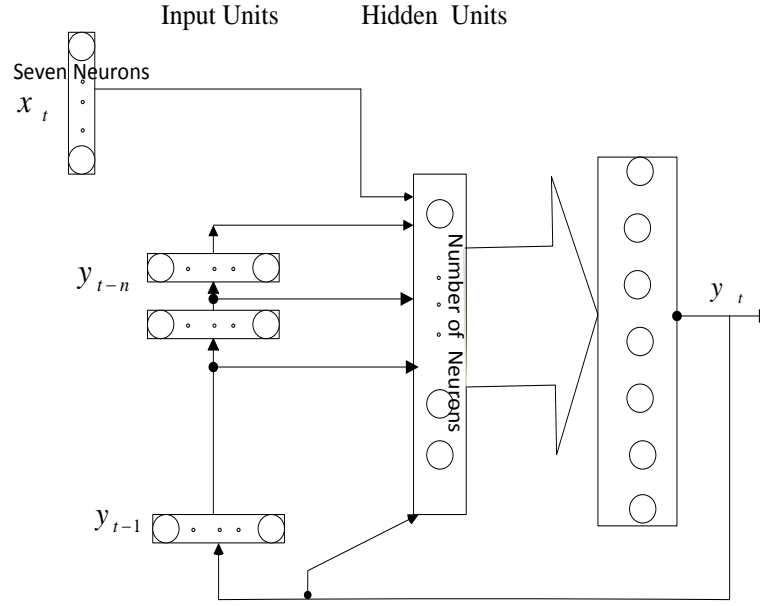 Input Units
Hidden Units
Seven Neurons
x t
y t−n
Number of Neurons
y t
y t−1